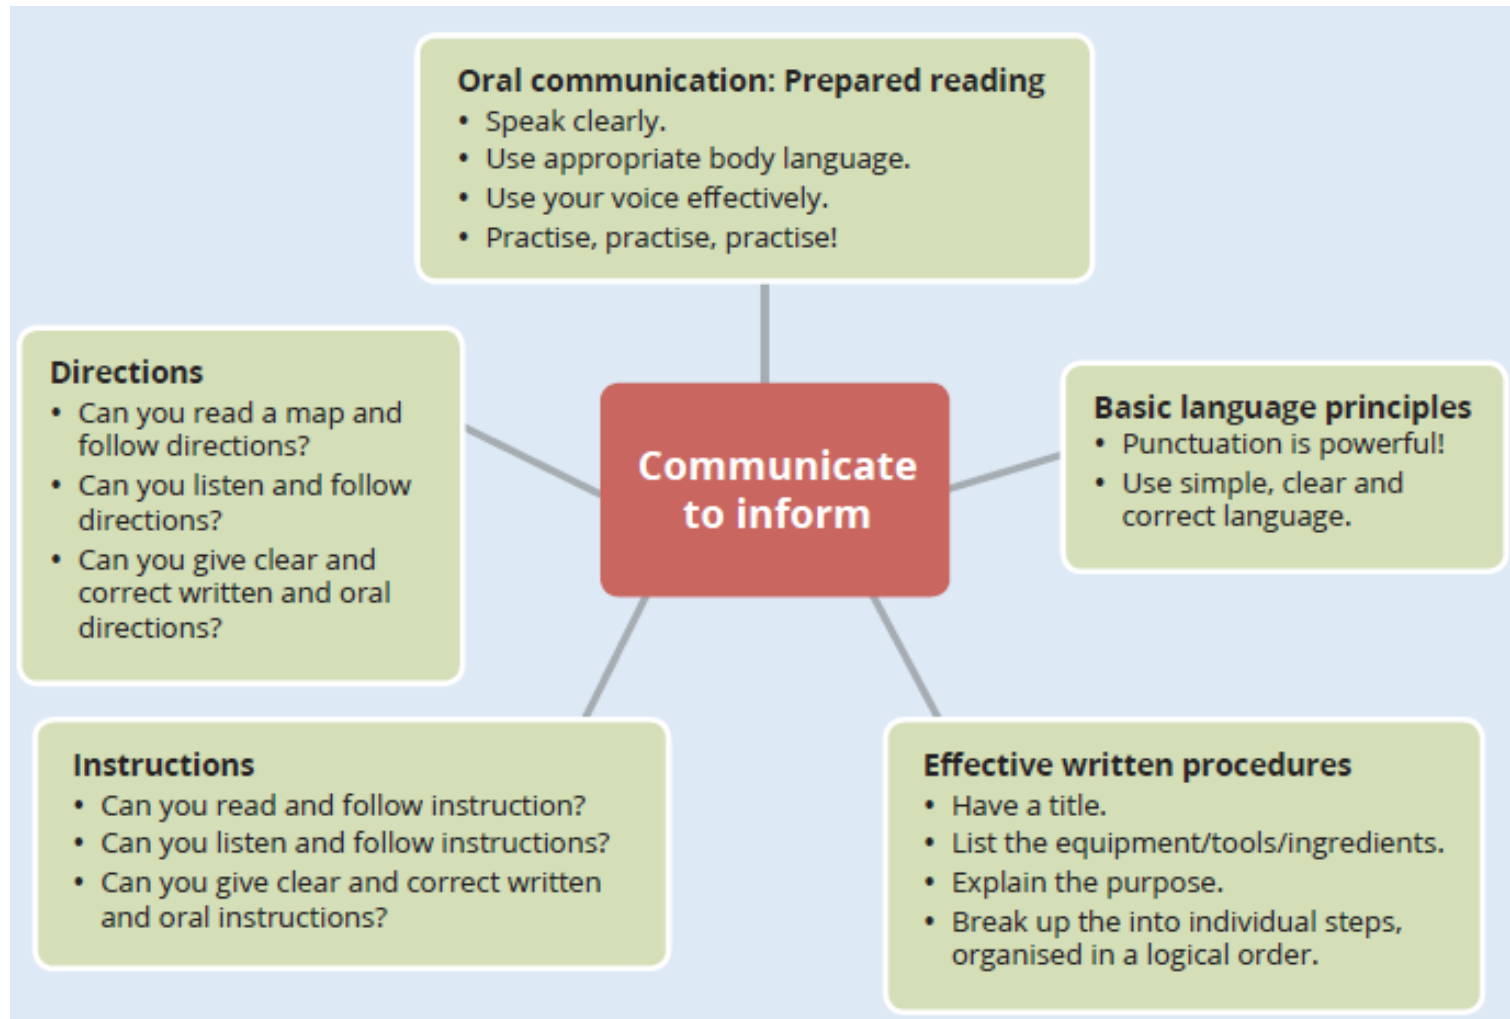 Oral communication: Prepared reading
• Speak clearly.
• Use appropriate body language.
• Use your voice effectively.
• Practise, practise, practise!
Directions
• Can you read a map and
follow directions?
• Can you listen and follow
directions?
• Can you give clear and
correct written and oral
directions?
Communicate
to inform
Basic language principles
• Punctuation is powerful!
• Use simple, clear and
correct language.
Instructions
• Can you read and follow instruction?
• Can you listen and follow instructions?
• Can you give clear and correct written
and oral instructions?
Effective written procedures
• Have a title.
• List the equipment/tools/ingredients.
• Explain the purpose.
• Break up the into individual steps,
organised in a logical order.